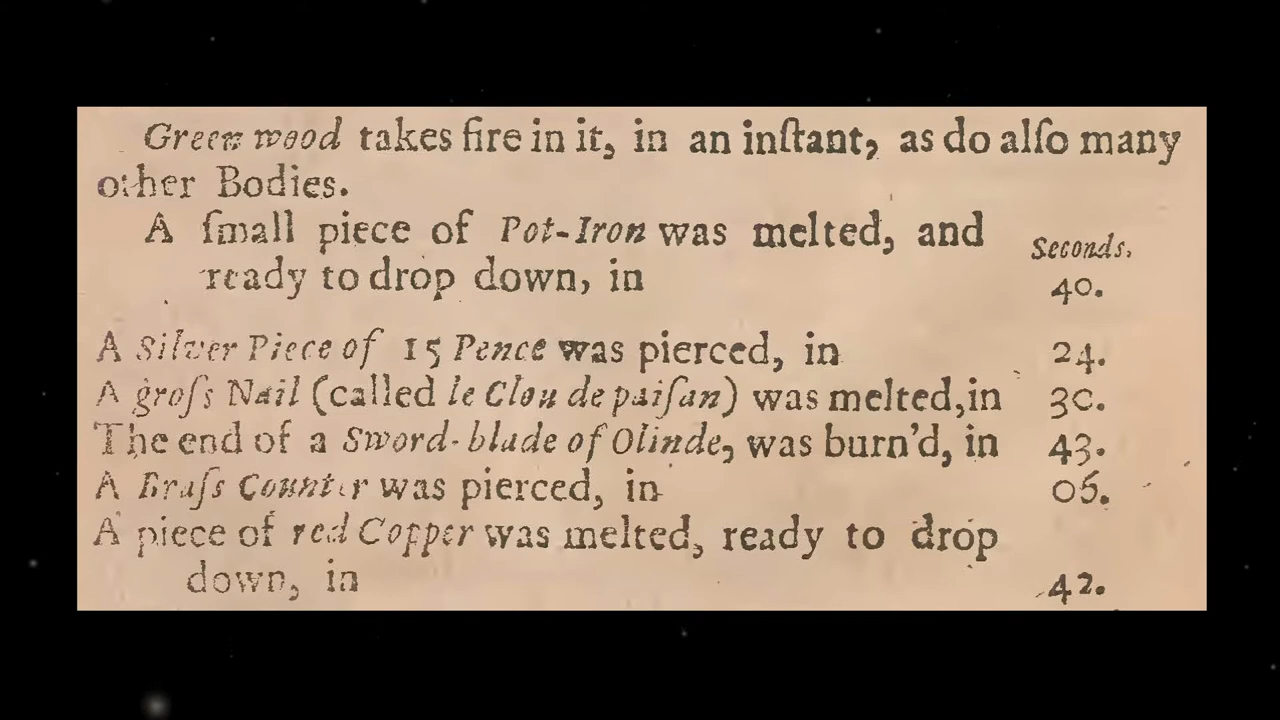 Green wood takes fire in it, in an inſtant, as do alſo many
other Bodies.
A ſmall piece of Pot-Iron was melted, and
Seconds.
ready to drop down, in 40.
A Silver Piece of 15 Pence was pierced, in 24.
A groſs Nail (called le Clou de paiſan) was melted,in 30.
The end of a Sword-blade of Olinde, was burn'd, in 43.
A Braſs Counter was pierced, in 06.
A piece of red Copper was melted, ready to drop
down, in 42.